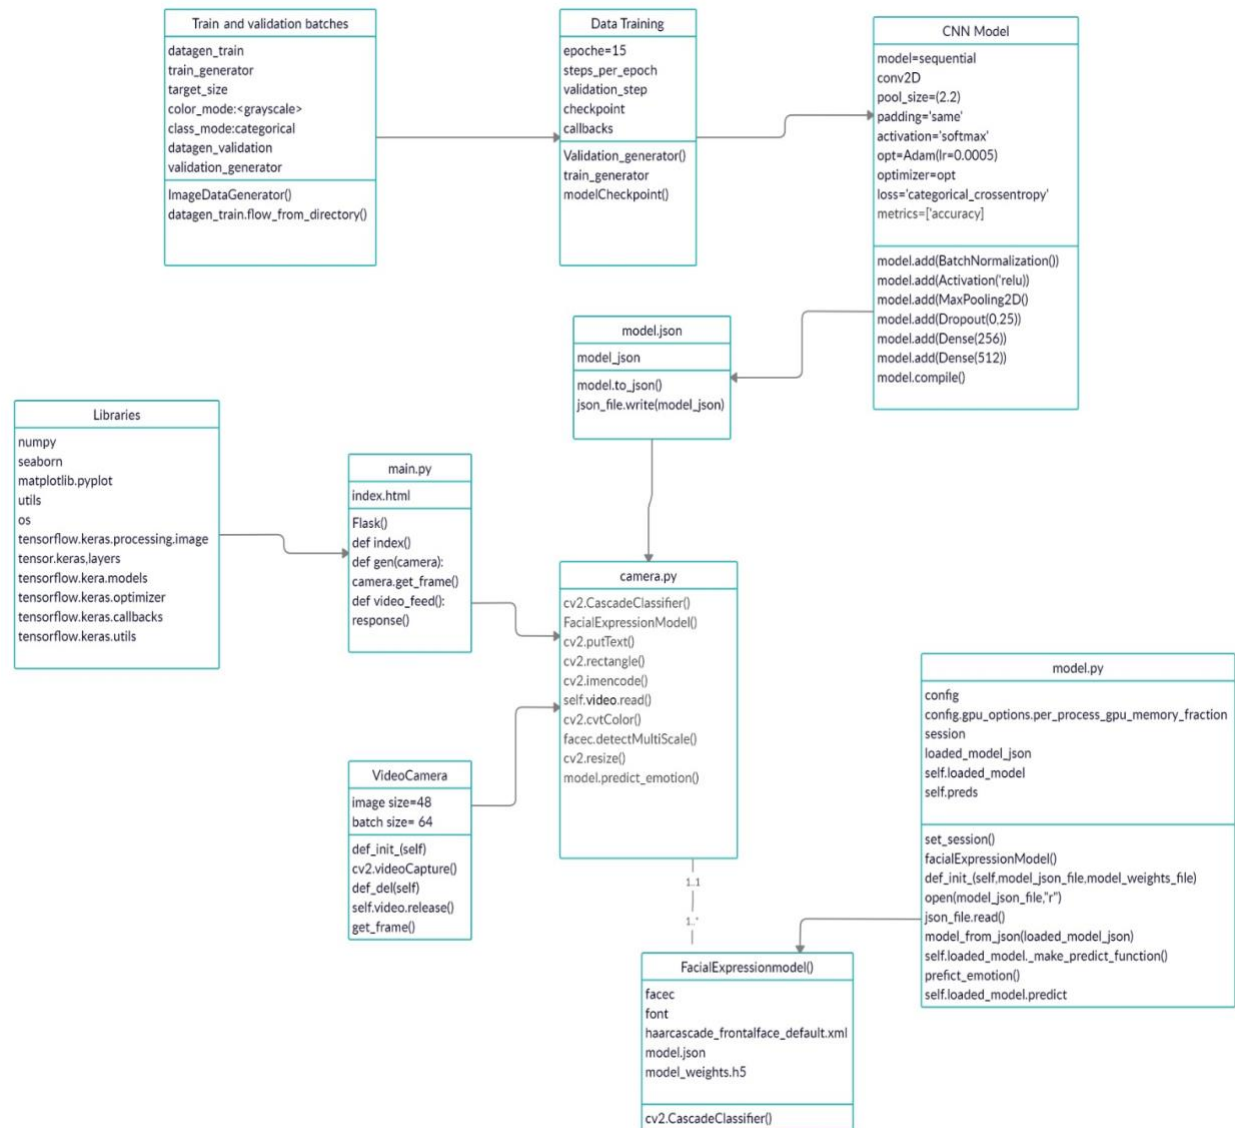 Train and validation batches
datagen_train
train_generator
target_size
color_mode:<grayscale>
class_mode:categorical
datagen_validation
validation_generator
ImageDataGenerator()
datagen_train.flow_from_directory()
Data Training
epoche=15
steps_per_epoch
validation_step
checkpoint
callbacks
Validation_generator()
train_generator
modelCheckpoint()
CNN Model
model=sequential
conv2D
pool_size=(2.2)
padding='same'
activation='softmax'
opt=Adam(lr=0.0005)
optimizer=opt
loss='categorical_crossentropy'
metrics=['accuracy]
model.add(BatchNormalization())
model.add(Activation('relu))
model.add(MaxPooling2D()
model.add(Dropout(0,25))
model.add(Dense(256))
model.add(Dense(512))
model.compile()
model.json
model_json
model.to_json()
json_file.write(model_json)
Libraries
numpy
seaborn
matplotlib.pyplot
utils
os
tensorflow.keras.processing.image
tensor.keras,layers
tensorflow.kera.models
tensorflow.keras.optimizer
tensorflow.keras.callbacks
tensorflow.keras.utils
main.py
index.html
Flask()
def index()
def gen(camera):
camera.get_frame()
def video_feed():
response()
camera.py
cv2.CascadeClassifier()
FacialExpressionModel()
cv2.putText()
cv2.rectangle()
cv2.imencode()
self.video.read()
cv2.cvtColor()
facec.detectMultiScale()
cv2.resize()
model.predict_emotion()
VideoCamera
image size=48
batch size= 64
def_init_(self)
cv2.videoCapture()
def_del(self)
self.video.release()
get_frame()
1..1
1..*
model.py
config
config.gpu_options.per_process_gpu_memory_fraction
session
loaded_model_json
self.loaded_model
self.preds
set_session()
facialExpressionModel()
def_init_(self,model_json_file,model_weights_file)
open(model_json_file,"r")
json_file.read()
model_from_json(loaded_model_json)
self.loaded_model._make_predict_function()
prefict_emotion()
self.loaded_model.predict
FacialExpressionmodel()
facec
font
haarcascade_frontalface_default.xml
model.json
model_weights.h5
cv2.CascadeClassifier()